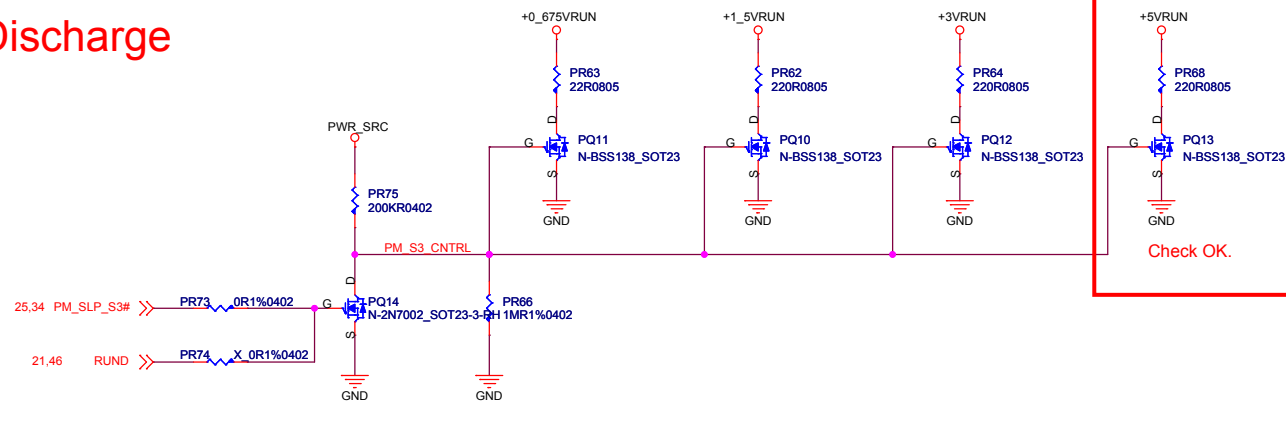 Discharge
+0_675VRUN
+1_5VRUN
+3VRUN
+5VRUN
PR63
22R0805
PR62
220R0805
PR64
220R0805
PR68
220R0805
D
D
D
D
G
PQ11
N-BSS138_SOT23
G
PQ10
N-BSS138_SOT23
G
PQ12
N-BSS138_SOT23
G
PQ13
N-BSS138_SOT23
S
S
S
S
GND
GND
GND
GND
PWR_SRC
PR75
200KR0402
PM_S3_CNTRL
Check OK.
D
25,34 PM_SLP_S3#
PR73
0R1%0402
G
PQ14
N-2N7002_SOT23-3-RH
PR66
1MR1%0402
S
21,46 RUND
PR74
X_0R1%0402
GND
GND